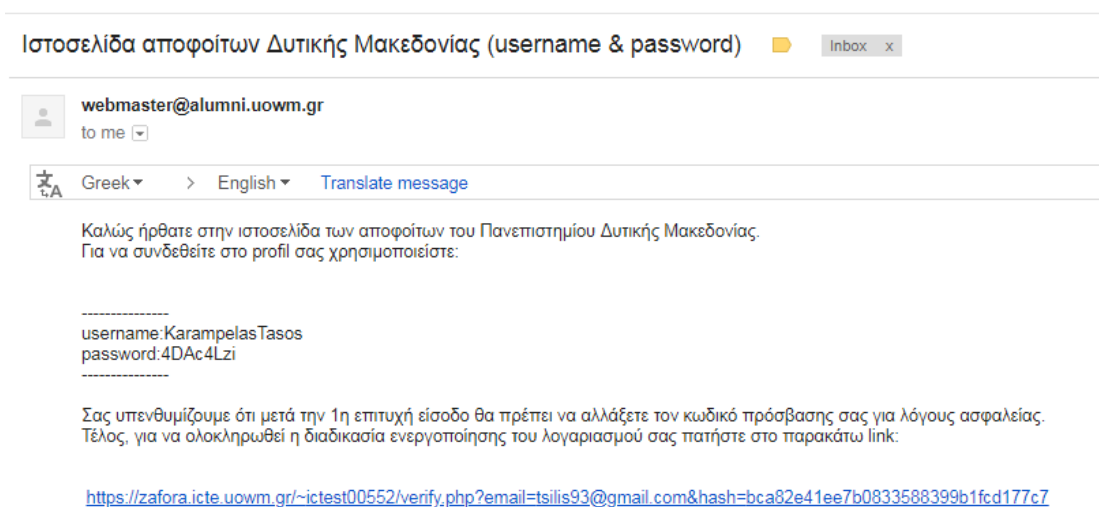 Ιστοσελίδα αποφοίτων Δυτικής Μακεδονίας (username & password) Inbox x
webmaster@alumni.uowm.gr
to me
Greek > English Translate message
Καλώς ήρθατε στην ιστοσελίδα των αποφοίτων του Πανεπιστημίου Δυτικής Μακεδονίας.
Για να συνδεθείτε στο profil σας χρησιμοποιείστε:
---------------
username:KarampelasTasos
password:4DAc4Lzi
---------------
Σας υπενθυμίζουμε ότι μετά την 1η επιτυχή είσοδο θα πρέπει να αλλάξετε τον κωδικό πρόσβασης σας για λόγους ασφαλείας.
Τέλος, για να ολοκληρωθεί η διαδικασία ενεργοποίησης του λογαριασμού σας πατήστε στο παρακάτω link:
https://zafora.icte.uowm.gr/~ictest00552/verify.php?email=tsilis93@gmail.com&hash=bca82e41ee7b0833588399b1fcd177c7